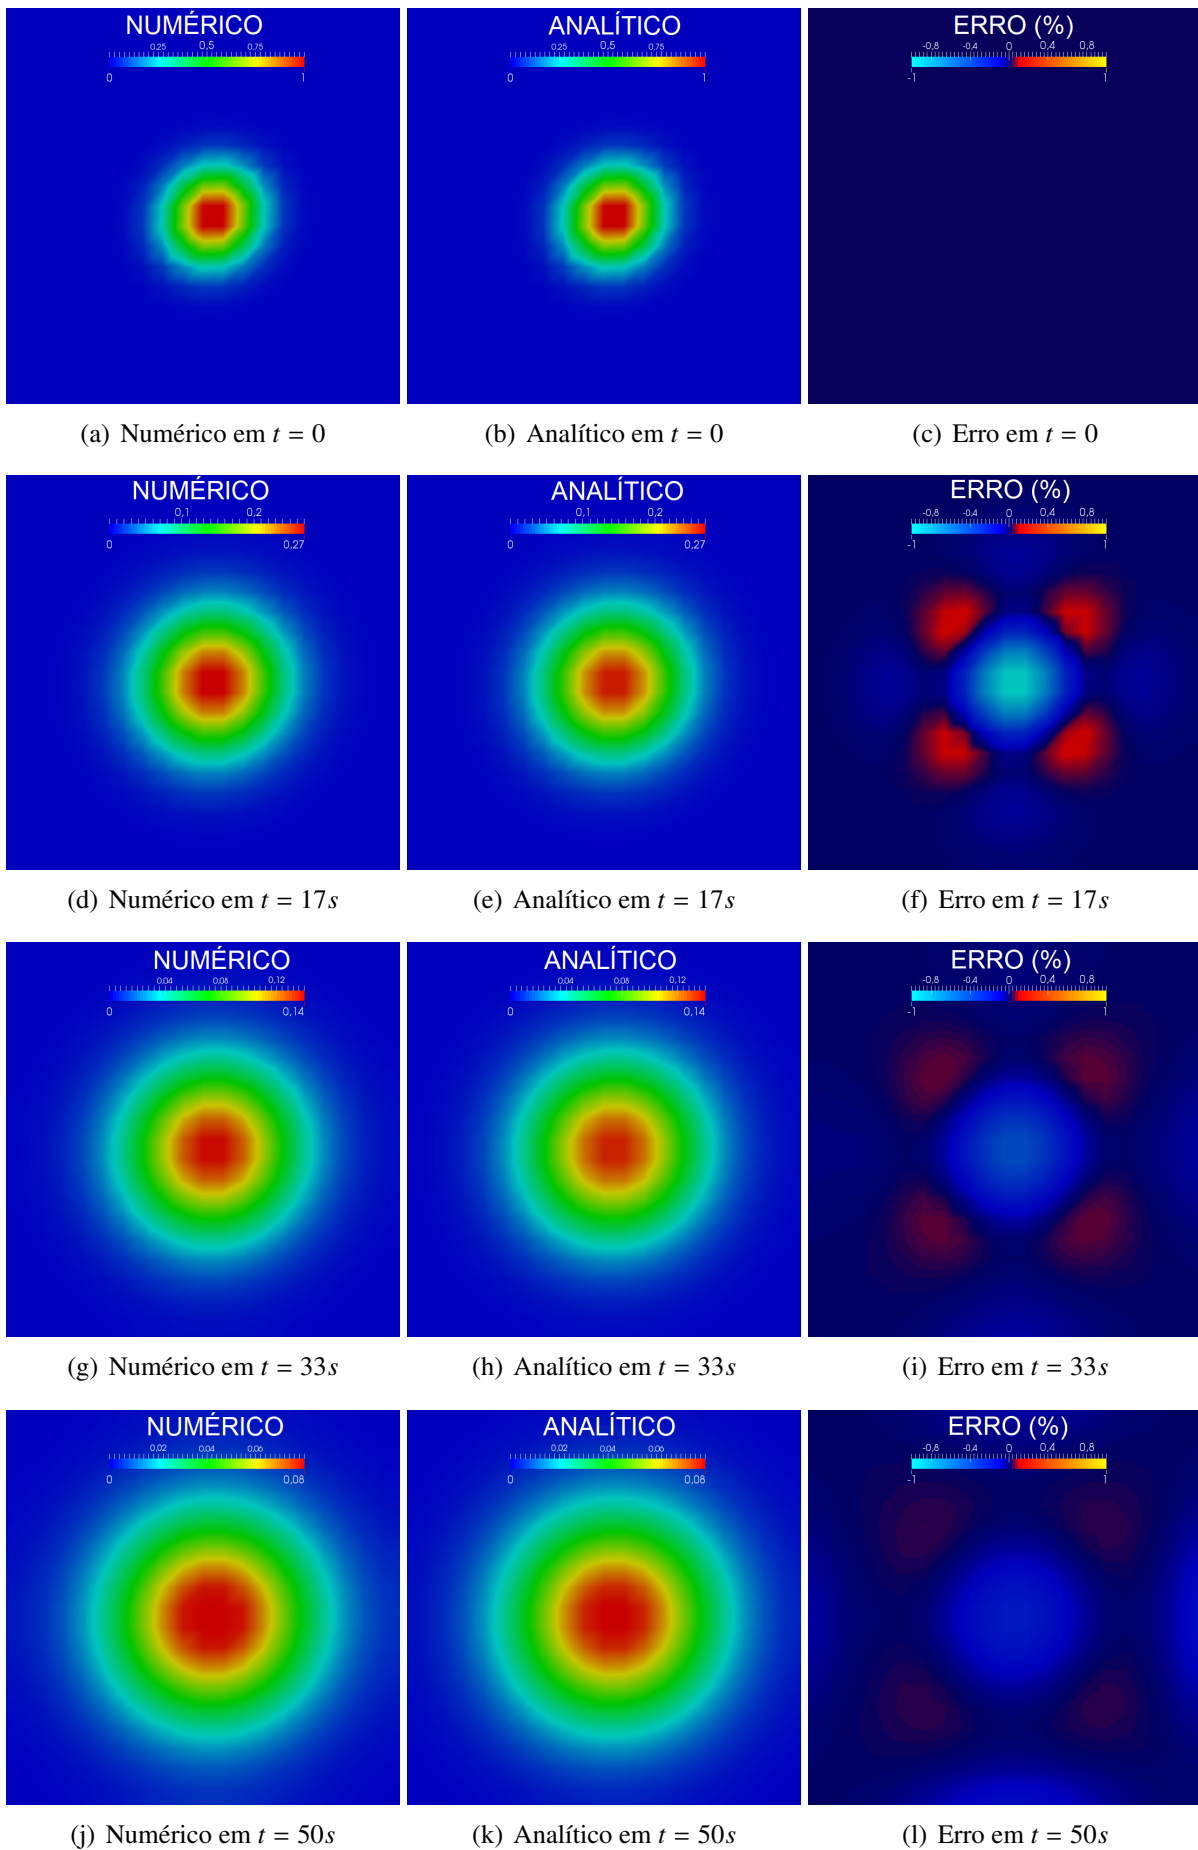 NUMÉRICO
0,25 0,5 0,75
0 1
ANALÍTICO
0,25 0,5 0,75
0 1
ERRO (%)
-0,8 -0,4 0 0,4 0,8
-1 1
(a) Numérico em t = 0
(b) Analítico em t = 0
(c) Erro em t = 0
NUMÉRICO
0,1 0,2
0 0,27
ANALÍTICO
0,1 0,2
0 0,27
ERRO (%)
-0,8 -0,4 0 0,4 0,8
-1 1
(d) Numérico em t = 17s
(e) Analítico em t = 17s
(f) Erro em t = 17s
NUMÉRICO
0,04 0,08 0,12
0 0,14
ANALÍTICO
0,04 0,08 0,12
0 0,14
ERRO (%)
-0,8 -0,4 0 0,4 0,8
-1 1
(g) Numérico em t = 33s
(h) Analítico em t = 33s
(i) Erro em t = 33s
NUMÉRICO
0,02 0,04 0,06
0 0,08
ANALÍTICO
0,02 0,04 0,06
0 0,08
ERRO (%)
-0,8 -0,4 0 0,4 0,8
-1 1
(j) Numérico em t = 50s
(k) Analítico em t = 50s
(l) Erro em t = 50s